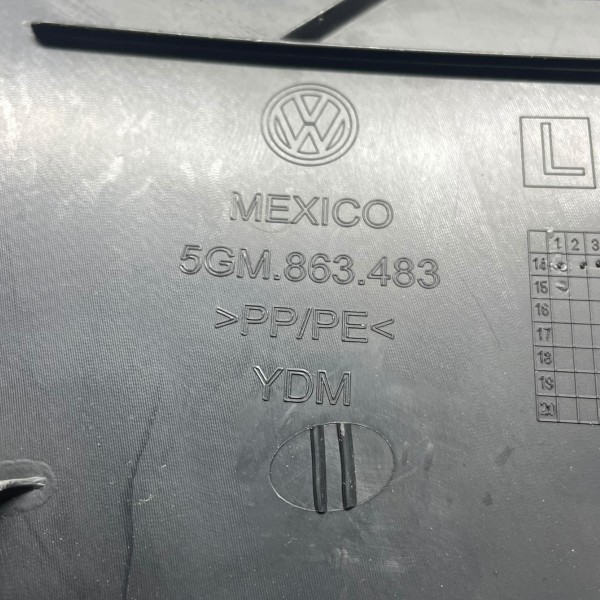 L
MEXICO
5GM.863.483
>PP/PE<
YDM
1 2 3
14
15
16
17
18
19
20